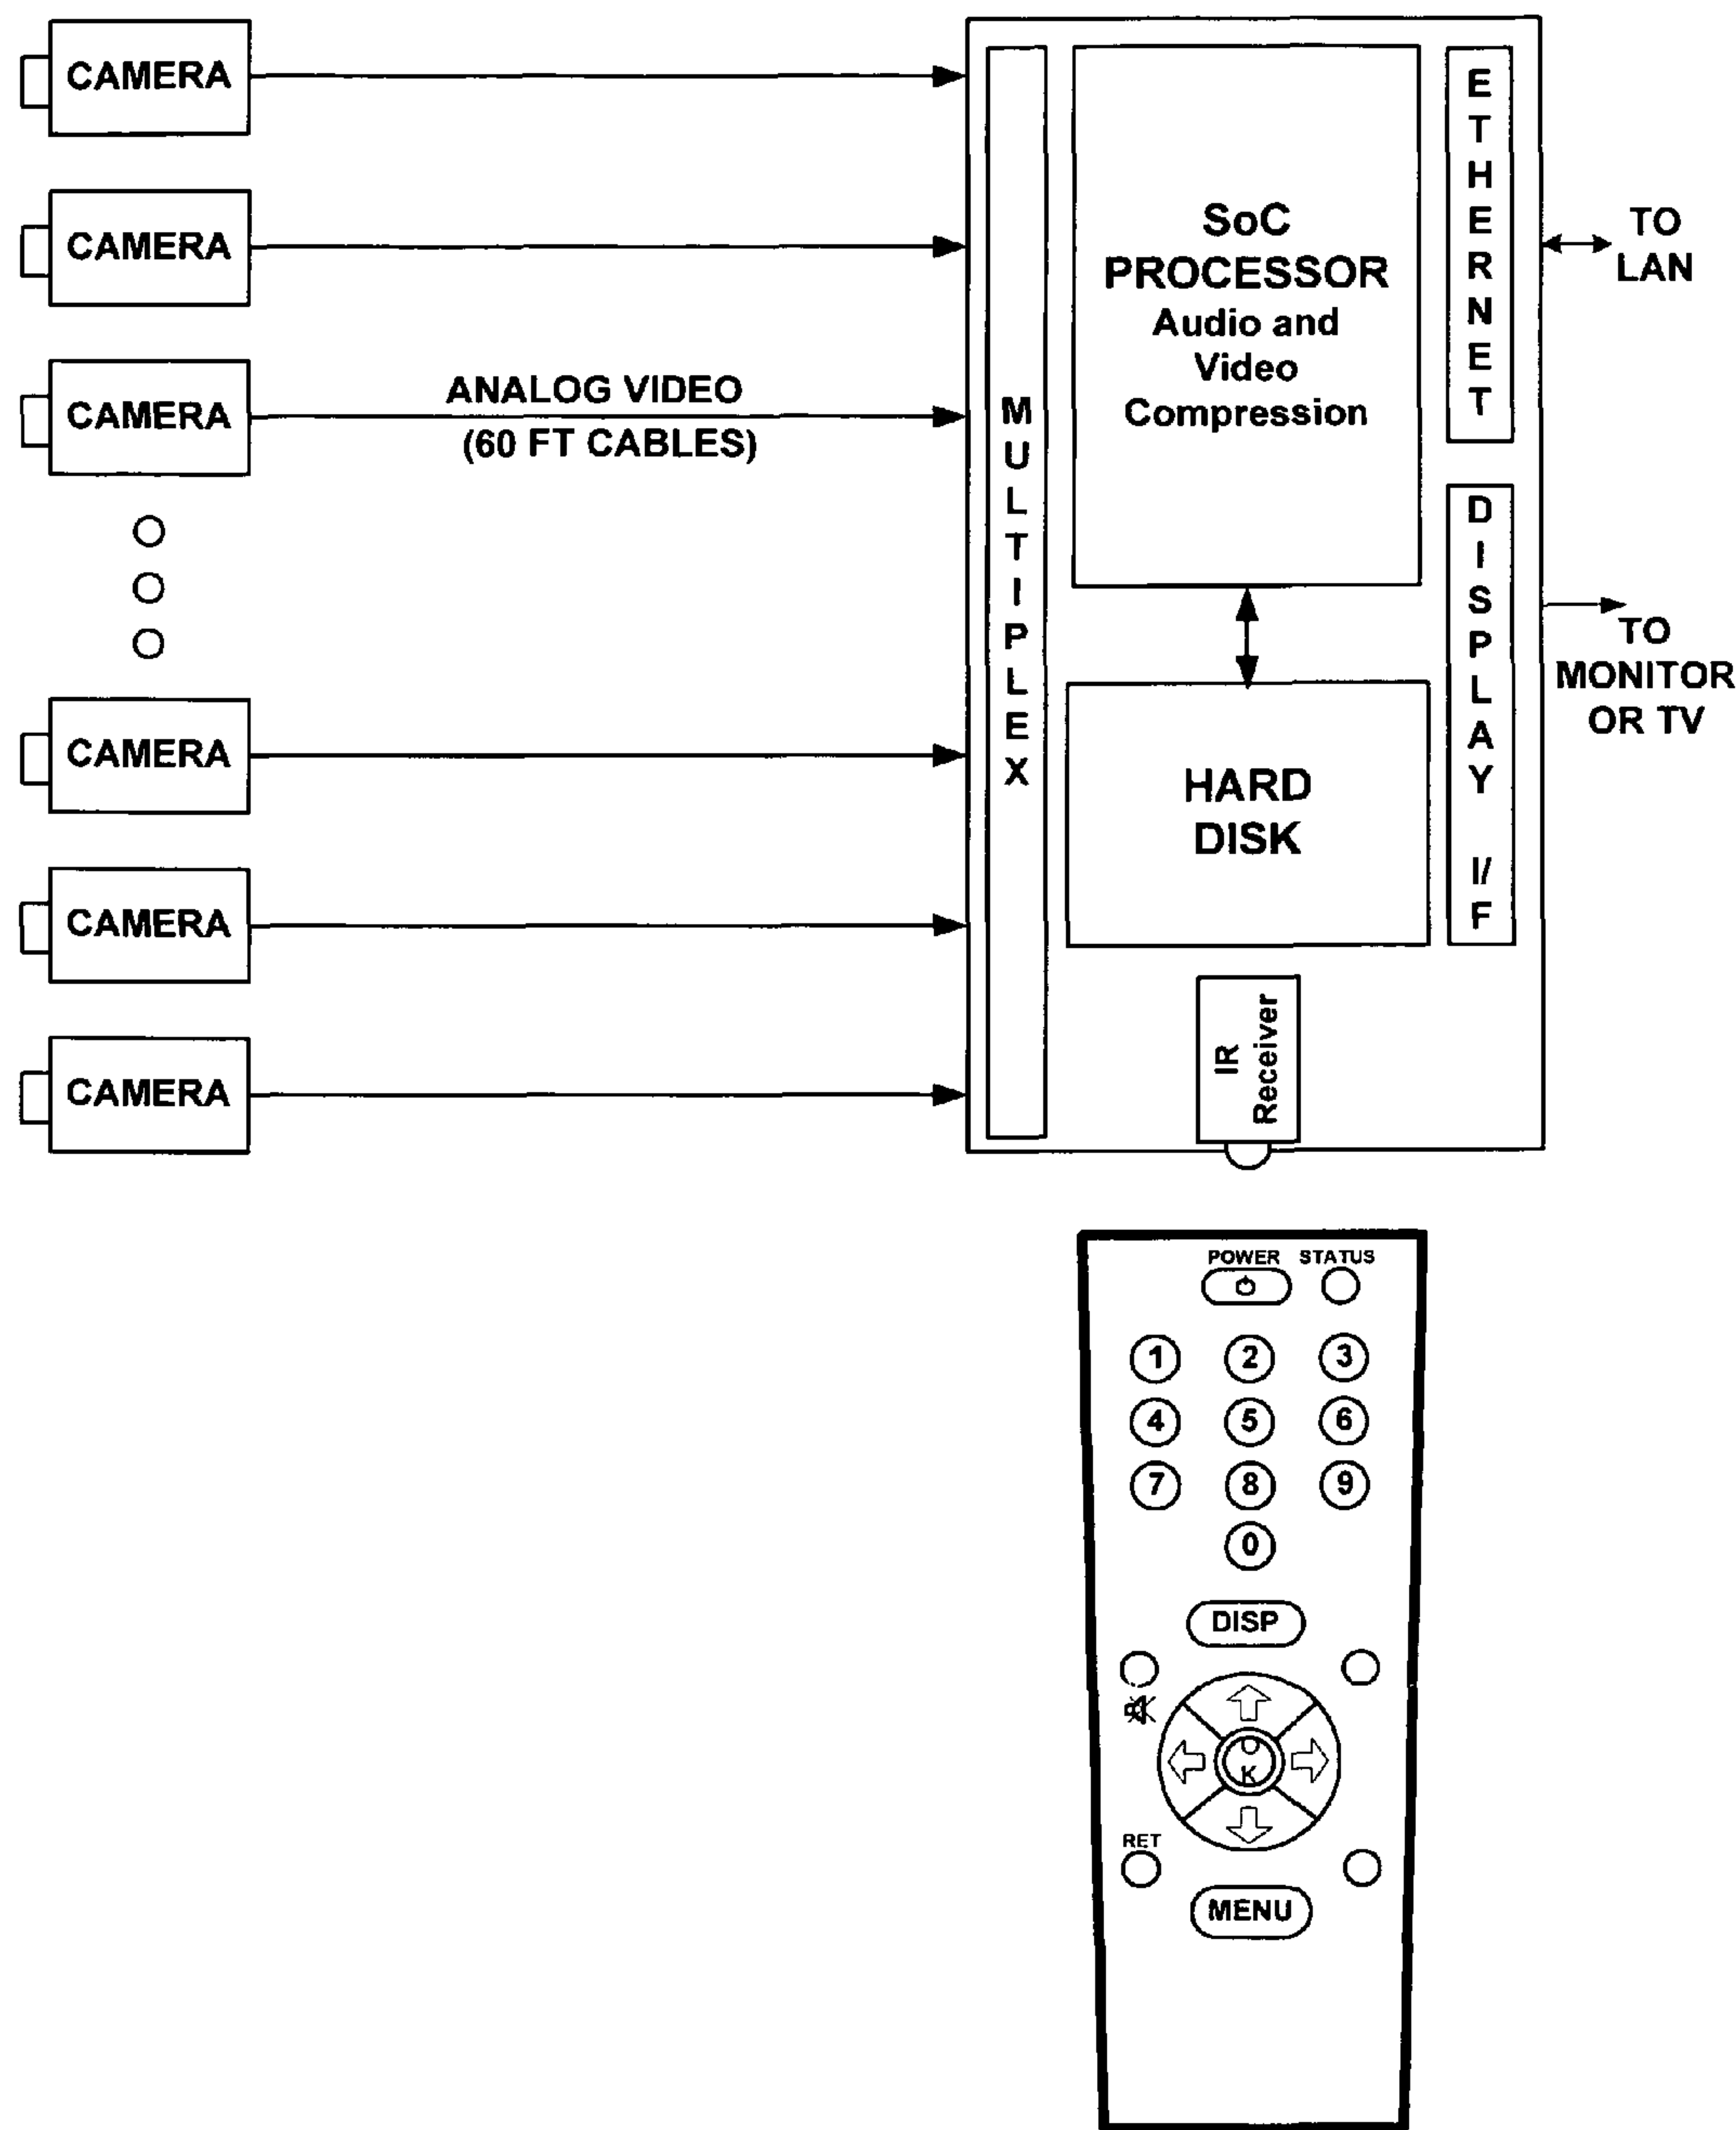 CAMERA
CAMERA
CAMERA
CAMERA
CAMERA
CAMERA
ANALOG VIDEO
(60 FT CABLES)
MULTIPLEX
SoC
PROCESSOR
Audio and
Video
Compression
HARD
DISK
IR
Receiver
ETHERNET
DISPLAY I/F
TO
LAN
TO
MONITOR
OR TV
POWER STATUS
1 2 3
4 5 6
7 8 9
0
DISP
OK
RET
MENU